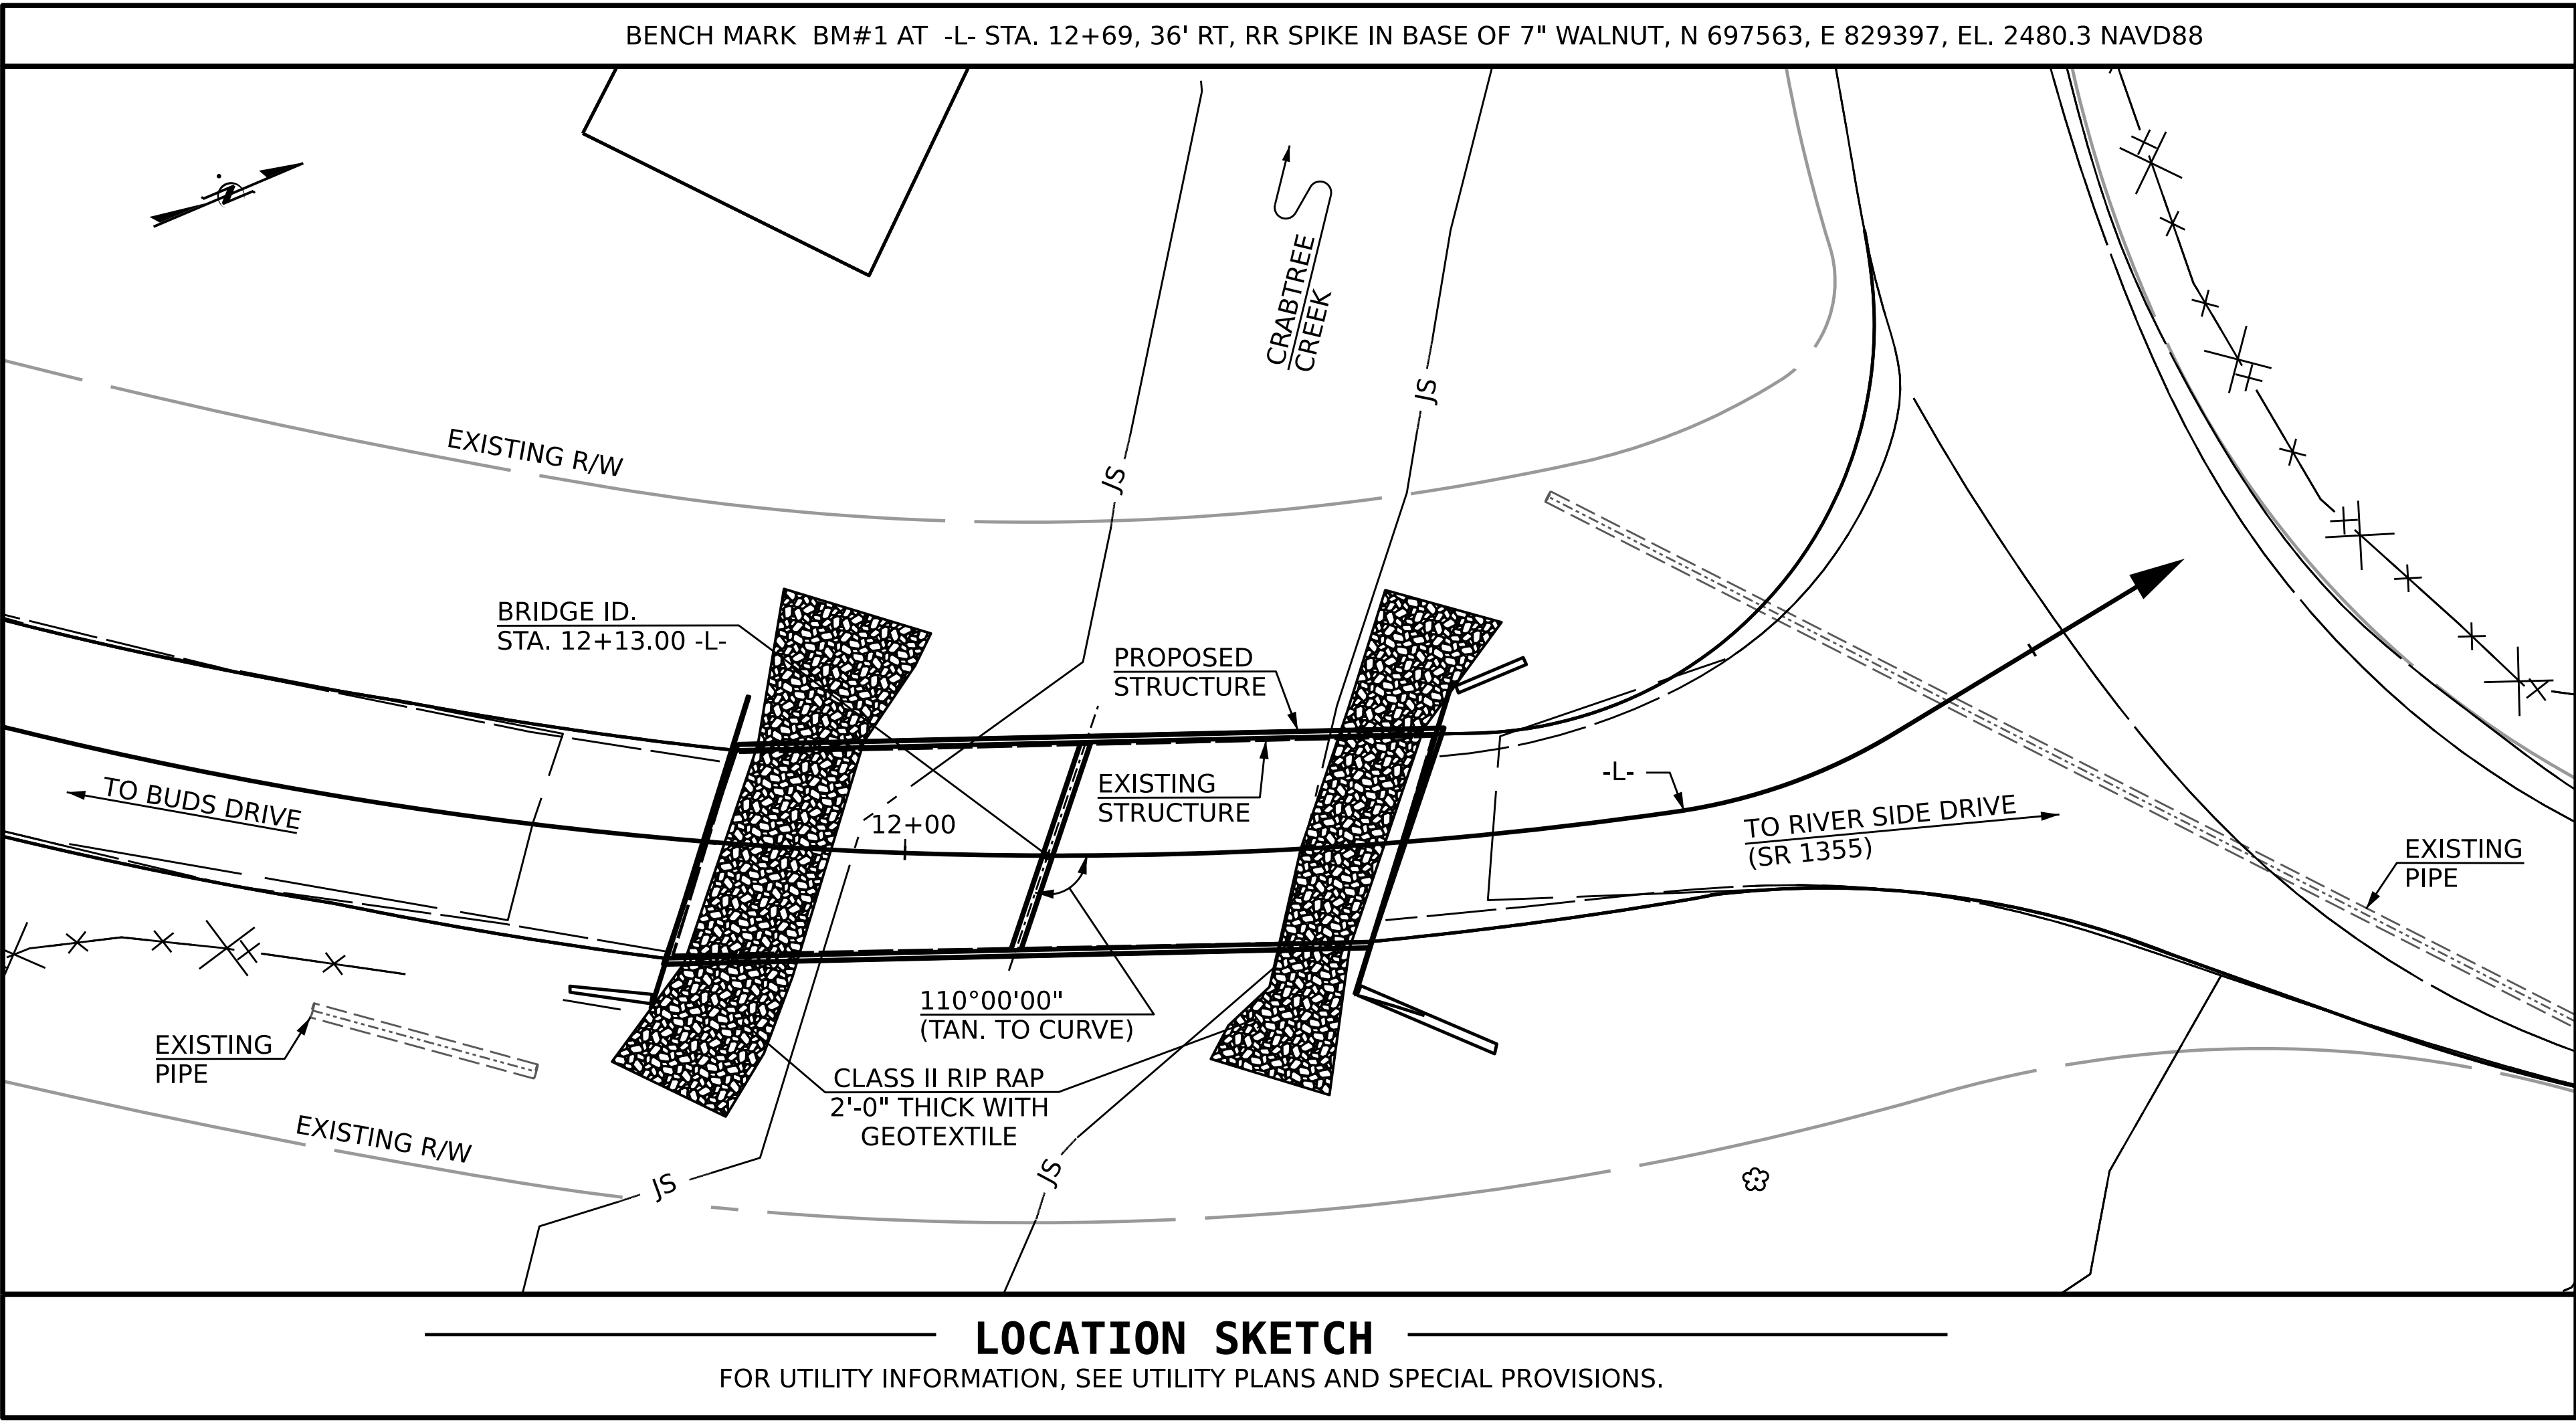 BENCH MARK BM#1 AT -L- STA. 12+69, 36' RT, RR SPIKE IN BASE OF 7" WALNUT, N 697563, E 829397, EL. 2480.3 NAVD88
CRABTREE
CREEK
JS
EXISTING R/W
JS
BRIDGE ID.
STA. 12+13.00 -L-
PROPOSED
STRUCTURE
EXISTING
STRUCTURE
-L-
TO BUDS DRIVE
12+00
TO RIVER SIDE DRIVE
(SR 1355)
EXISTING
PIPE
110°00'00"
(TAN. TO CURVE)
EXISTING
PIPE
CLASS II RIP RAP
2'-0" THICK WITH
GEOTEXTILE
EXISTING R/W
JS
JS
LOCATION SKETCH
FOR UTILITY INFORMATION, SEE UTILITY PLANS AND SPECIAL PROVISIONS.